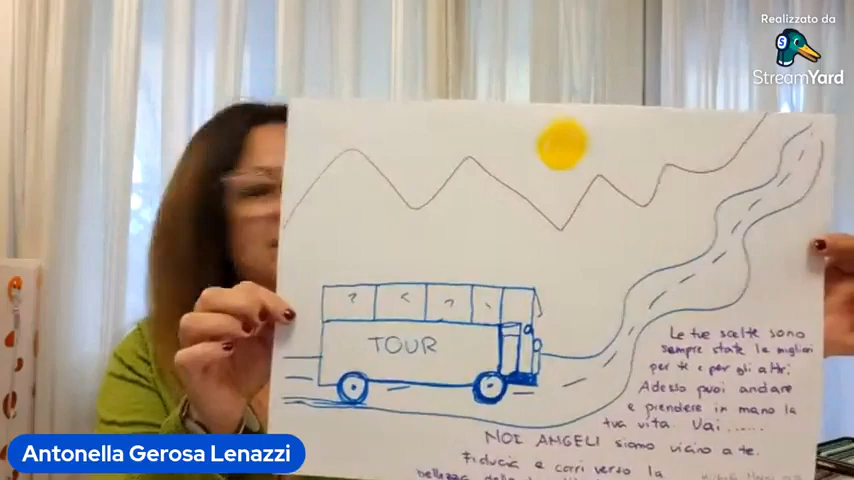 Realizzato da
StreamYard
TOUR
Le tue scelte sono
sempre state le migliori
per te e per gli altri.
Adesso puoi andare
e prendere in mano la
tua vita. Vai......
NOI ANGELI siamo vicino a te.
Fiducia e corri verso la
bellezza della
Antonella Gerosa Lenazzi